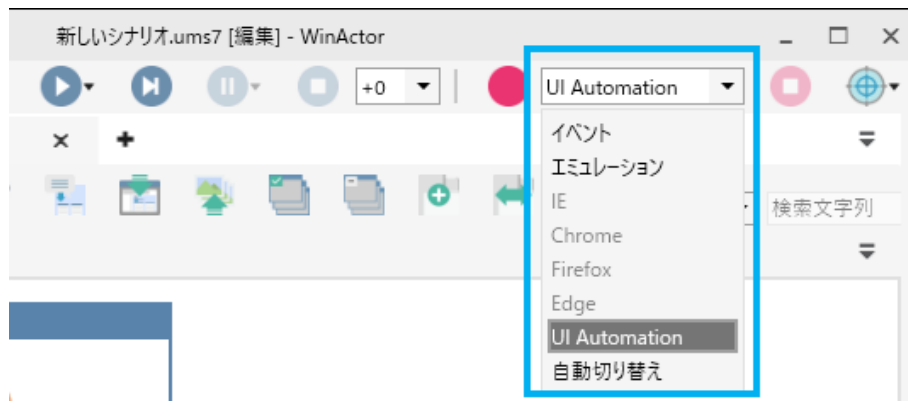 新しいシナリオ.ums7 [編集] - WinActor
+0
UI Automation
イベント
エミュレーション
IE
Chrome
Firefox
Edge
UI Automation
自動切り替え
検索文字列